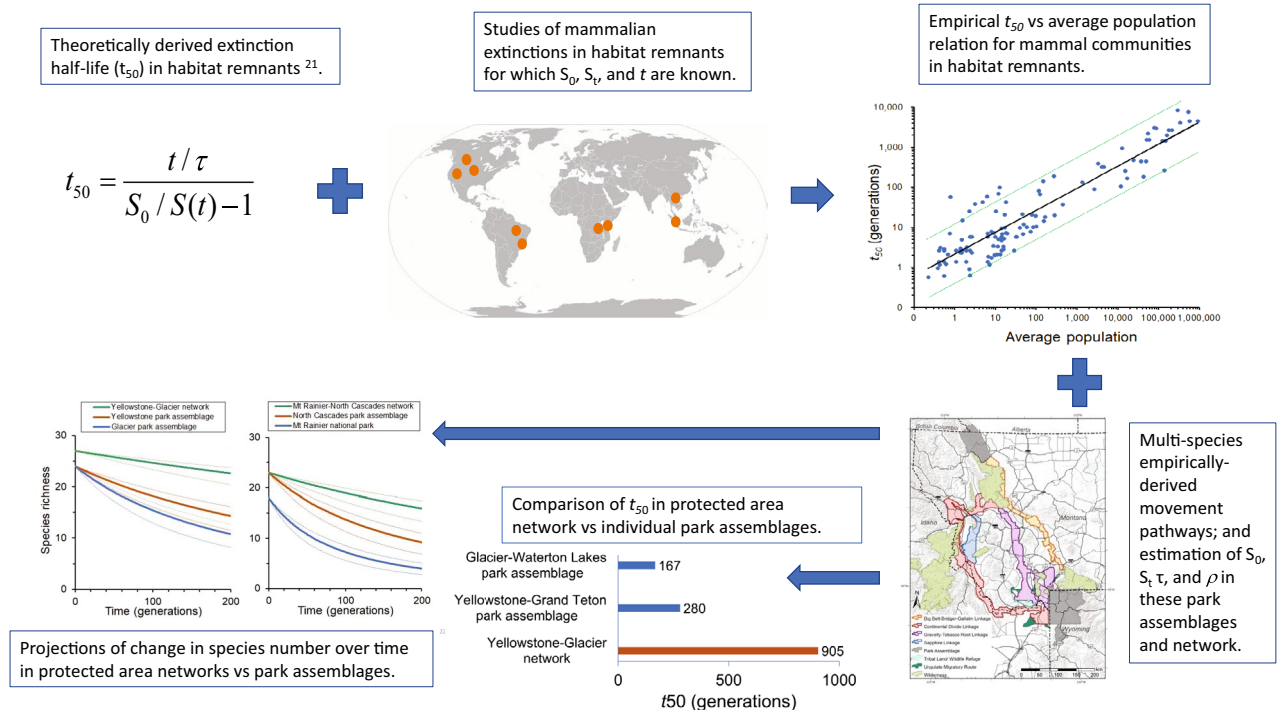 Theoretically derived extinction
half-life (t50) in habitat remnants 21.
Studies of mammalian
extinctions in habitat remnants
for which S0, St, and t are known.
Empirical t50 vs average population
relation for mammal communities
in habitat remnants.
t50 = t / τ
S0 / S(t) − 1
10,000
1,000
100
10
1
0
t50 (generations)
0 1 10 100 1,000 10,000 100,000 1,000,000
Average population
Yellowstone-Glacier network
Yellowstone park assemblage
Glacier park assemblage
Mt Rainier-North Cascades network
North Cascades park assemblage
Mt Rainier national park
Species richness
30
20
10
0
0 100 200
Time (generations)
30
20
10
0
0 100 200
Time (generations)
Projections of change in species number over time
in protected area networks vs park assemblages.
22
Comparison of t50 in protected area
network vs individual park assemblages.
Glacier-Waterton Lakes
park assemblage
167
Yellowstone-Grand Teton
park assemblage
280
Yellowstone-Glacier
network
905
0 500 1000
t50 (generations)
British Columbia
Alberta
Idaho
Montana
Wyoming
N
Big Belt-Bridger-Gallatin Linkage
Continental Divide Linkage
Gravelly-Tobacco Root Linkage
Sapphire Linkage
Park Assemblage
Tribal Land/ Wildlife Refuge
Ungulate Migratory Route
Wilderness
0 50 100 150 200
km
Multi-species
empirically-
derived
movement
pathways; and
estimation of S0,
St τ, and ρ in
these park
assemblages
and network.